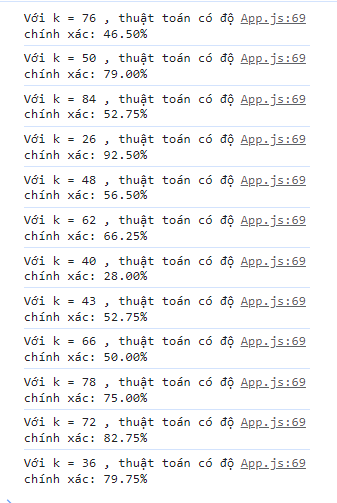 Với k = 76 , thuật toán có độ App.js:69
chính xác: 46.50%
Với k = 50 , thuật toán có độ App.js:69
chính xác: 79.00%
Với k = 84 , thuật toán có độ App.js:69
chính xác: 52.75%
Với k = 26 , thuật toán có độ App.js:69
chính xác: 92.50%
Với k = 48 , thuật toán có độ App.js:69
chính xác: 56.50%
Với k = 62 , thuật toán có độ App.js:69
chính xác: 66.25%
Với k = 40 , thuật toán có độ App.js:69
chính xác: 28.00%
Với k = 43 , thuật toán có độ App.js:69
chính xác: 52.75%
Với k = 66 , thuật toán có độ App.js:69
chính xác: 50.00%
Với k = 78 , thuật toán có độ App.js:69
chính xác: 75.00%
Với k = 72 , thuật toán có độ App.js:69
chính xác: 82.75%
Với k = 36 , thuật toán có độ App.js:69
chính xác: 79.75%